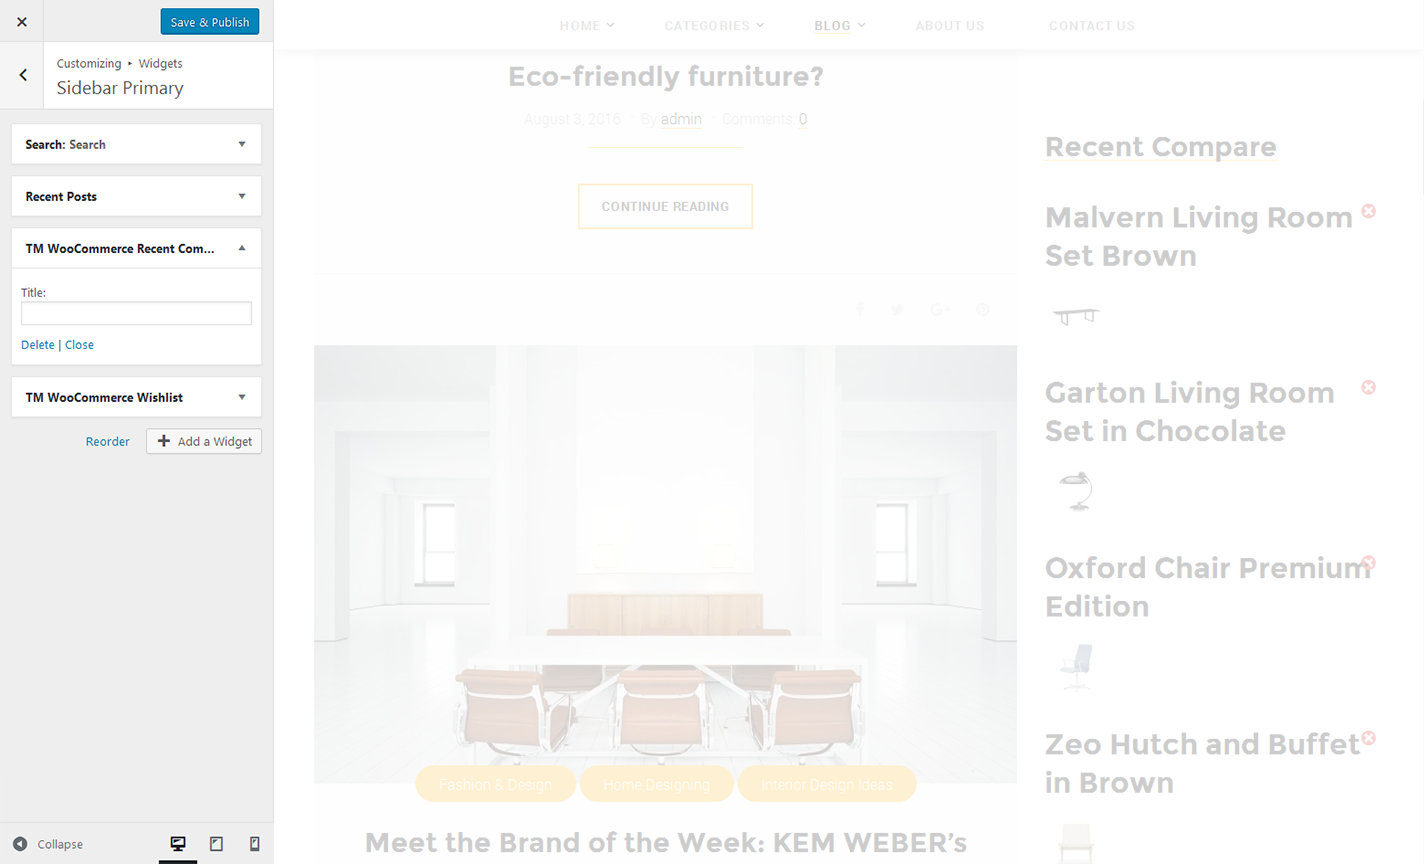 Save & Publish
Customizing ▸ Widgets
Sidebar Primary
Search: Search
Recent Posts
TM WooCommerce Recent Com...
Title:
Delete | Close
TM WooCommerce Wishlist
Reorder
Add a Widget
Collapse
HOME
CATEGORIES
BLOG
ABOUT US
CONTACT US
Eco-friendly furniture?
August 3, 2016 By admin Comments: 0
CONTINUE READING
Fashion & Design
Home Designing
Interior Design Ideas
Meet the Brand of the Week: KEM WEBER’s
Recent Compare
Malvern Living Room
Set Brown
Garton Living Room
Set in Chocolate
Oxford Chair Premium
Edition
Zeo Hutch and Buffet
in Brown